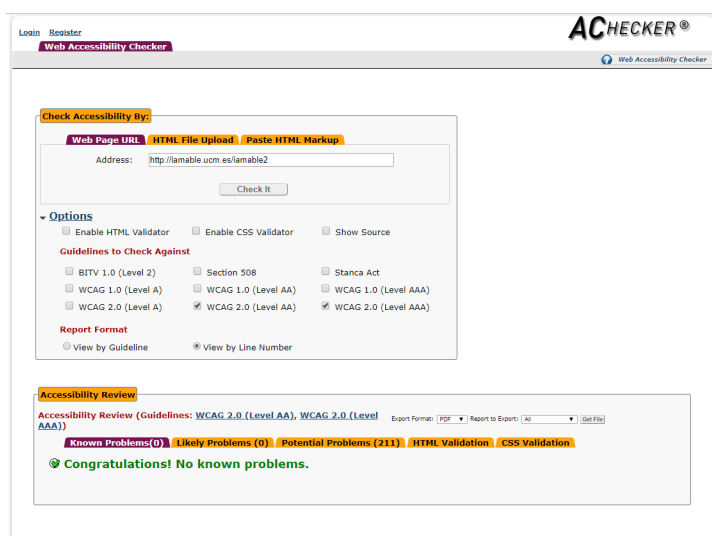 Login Register
ACHECKER®
Web Accessibility Checker
Web Accessibility Checker
Check Accessibility By:
Web Page URL HTML File Upload Paste HTML Markup
Address: http://iamable.ucm.es/iamable2
Check It
Options
Enable HTML Validator Enable CSS Validator Show Source
Guidelines to Check Against
BITV 1.0 (Level 2) Section 508 Stanca Act
WCAG 1.0 (Level A) WCAG 1.0 (Level AA) WCAG 1.0 (Level AAA)
WCAG 2.0 (Level A) WCAG 2.0 (Level AA) WCAG 2.0 (Level AAA)
Report Format
View by Guideline View by Line Number
Accessibility Review
Accessibility Review (Guidelines: WCAG 2.0 (Level AA), WCAG 2.0 (Level
AAA)) Export Format: PDF Report to Export: All Get File
Known Problems(0) Likely Problems (0) Potential Problems (211) HTML Validation CSS Validation
Congratulations! No known problems.